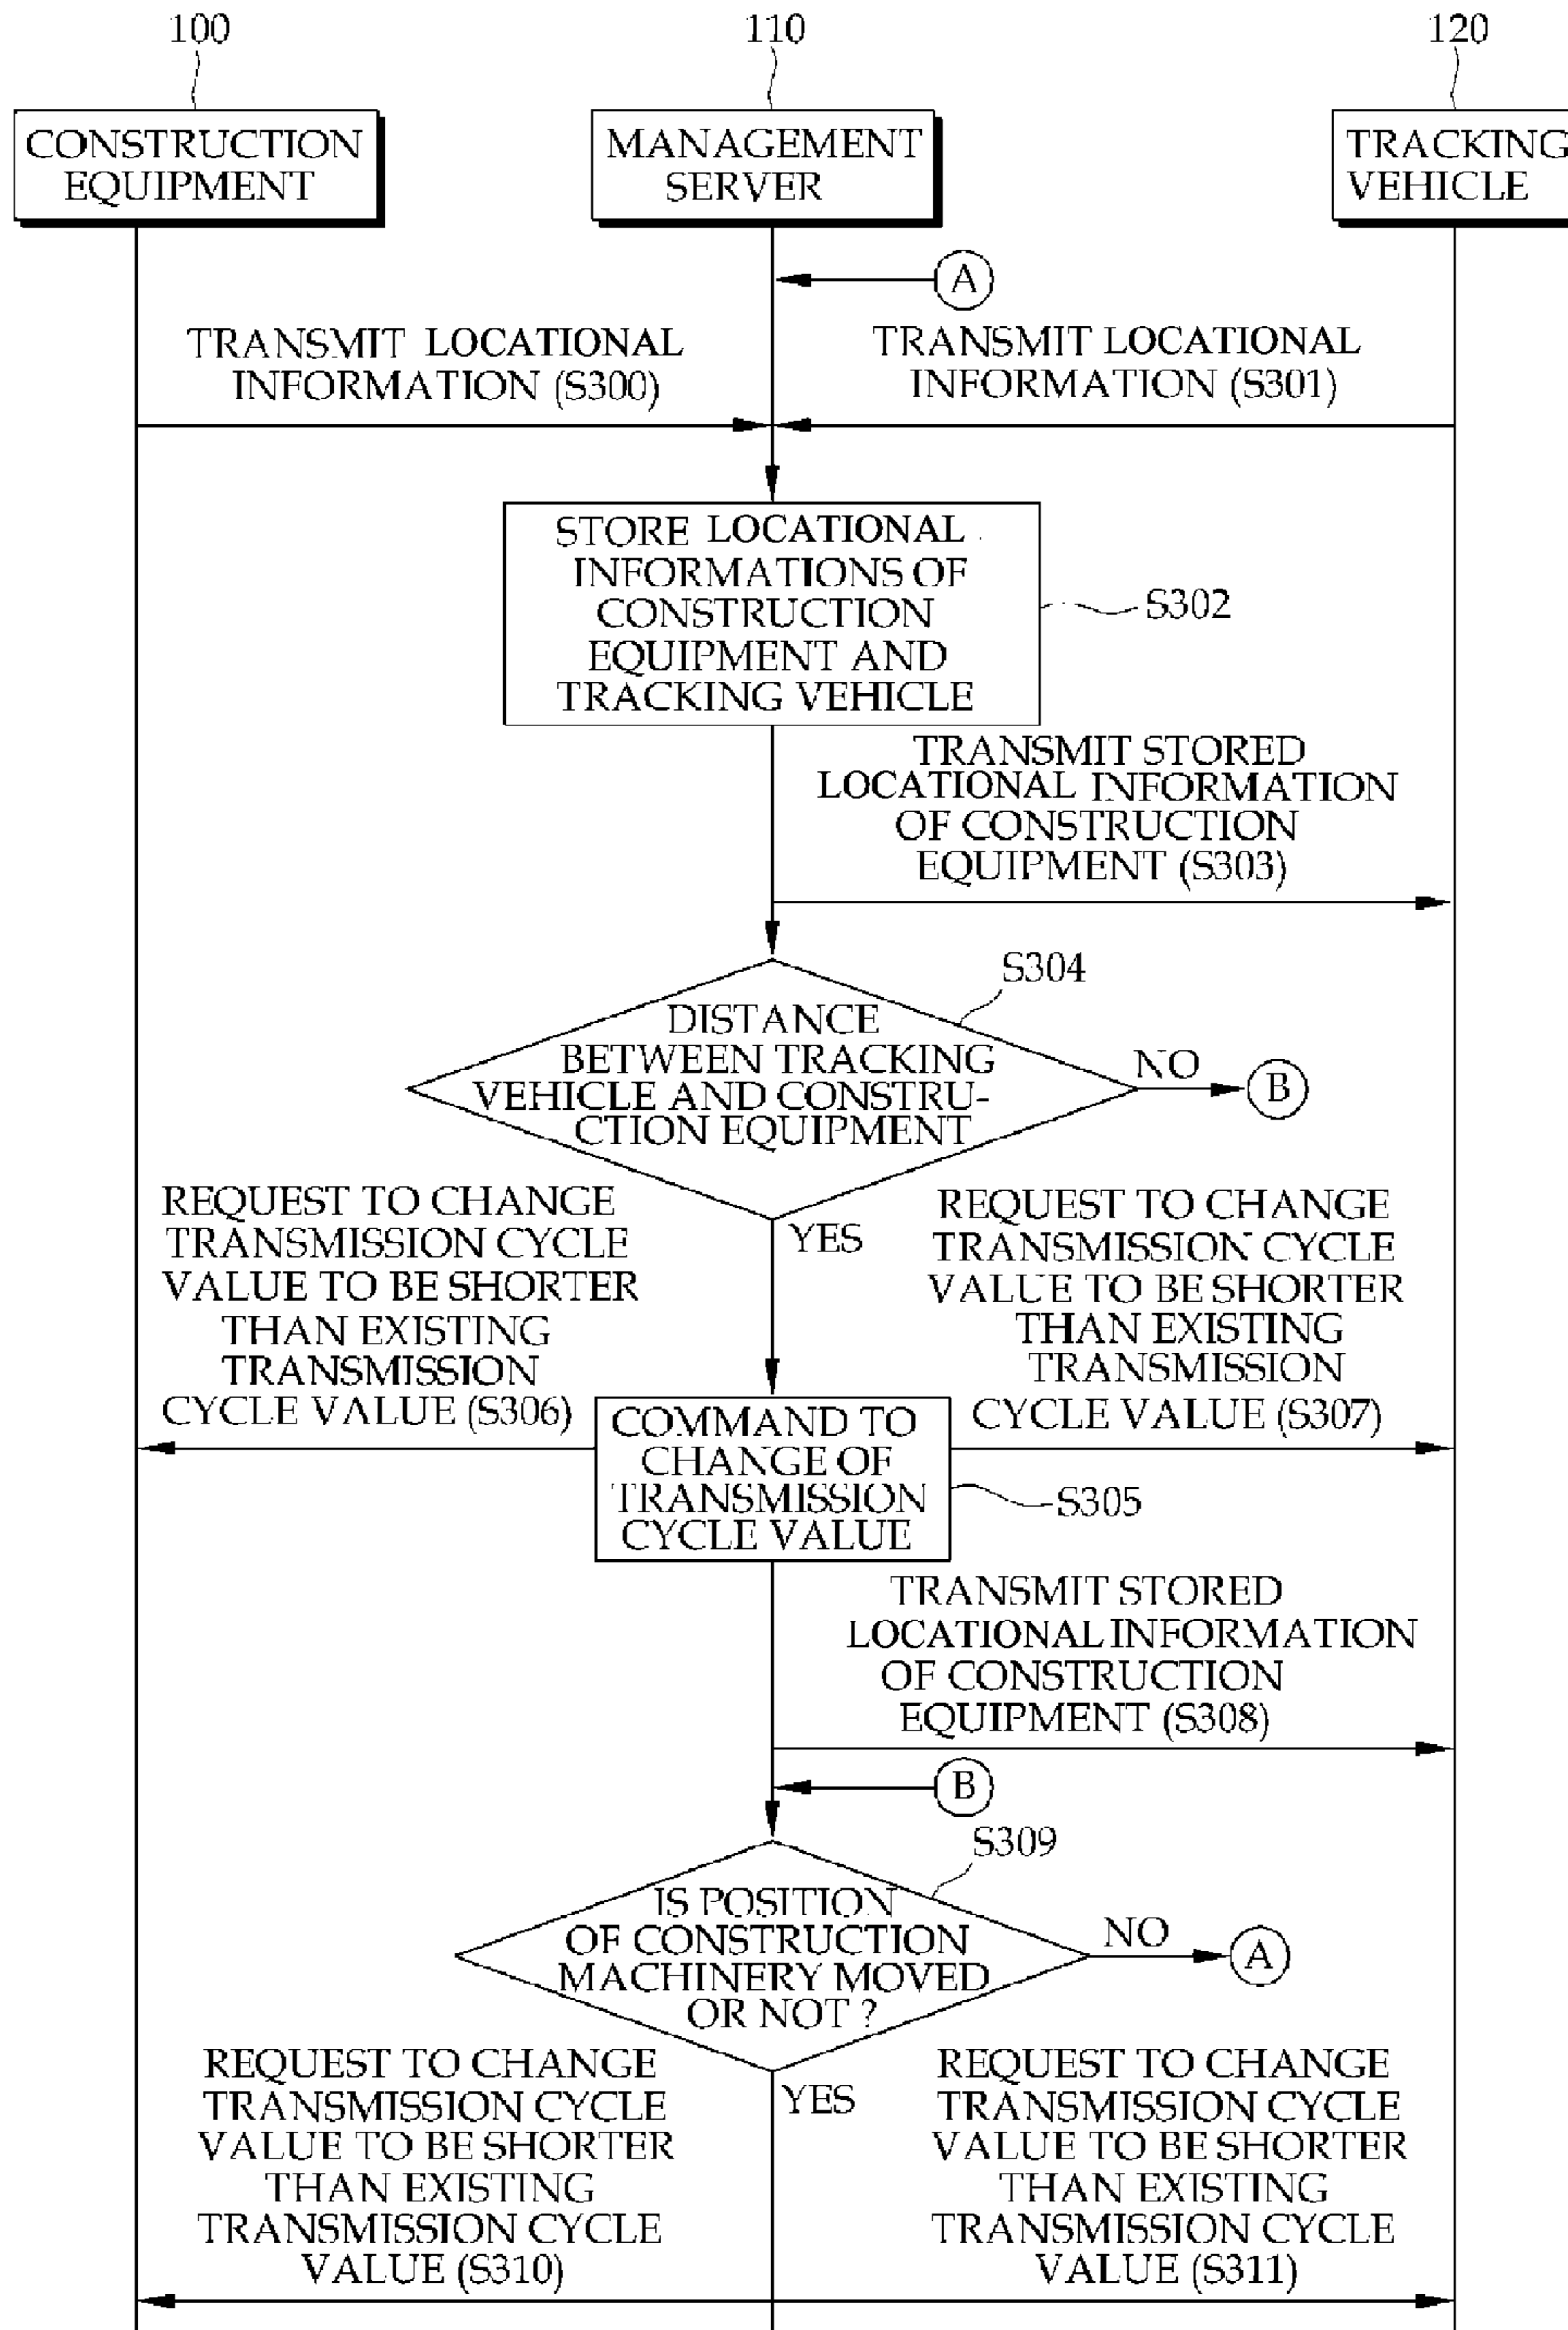 100
110
120
CONSTRUCTION
EQUIPMENT
MANAGEMENT
SERVER
TRACKING
VEHICLE
A
TRANSMIT LOCATIONAL
INFORMATION (S300)
TRANSMIT LOCATIONAL
INFORMATION (S301)
STORE LOCATIONAL
INFORMATIONS OF
CONSTRUCTION
EQUIPMENT AND
TRACKING VEHICLE
S302
TRANSMIT STORED
LOCATIONAL INFORMATION
OF CONSTRUCTION
EQUIPMENT (S303)
S304
DISTANCE
BETWEEN TRACKING
VEHICLE AND CONSTRU-
CTION EQUIPMENT
NO
B
YES
REQUEST TO CHANGE
TRANSMISSION CYCLE
VALUE TO BE SHORTER
THAN EXISTING
TRANSMISSION
CYCLE VALUE (S306)
REQUEST TO CHANGE
TRANSMISSION CYCLE
VALUE TO BE SHORTER
THAN EXISTING
TRANSMISSION
CYCLE VALUE (S307)
COMMAND TO
CHANGE OF
TRANSMISSION
CYCLE VALUE
S305
TRANSMIT STORED
LOCATIONAL INFORMATION
OF CONSTRUCTION
EQUIPMENT (S308)
B
S309
IS POSITION
OF CONSTRUCTION
MACHINERY MOVED
OR NOT ?
NO
A
YES
REQUEST TO CHANGE
TRANSMISSION CYCLE
VALUE TO BE SHORTER
THAN EXISTING
TRANSMISSION CYCLE
VALUE (S310)
REQUEST TO CHANGE
TRANSMISSION CYCLE
VALUE TO BE SHORTER
THAN EXISTING
TRANSMISSION CYCLE
VALUE (S311)